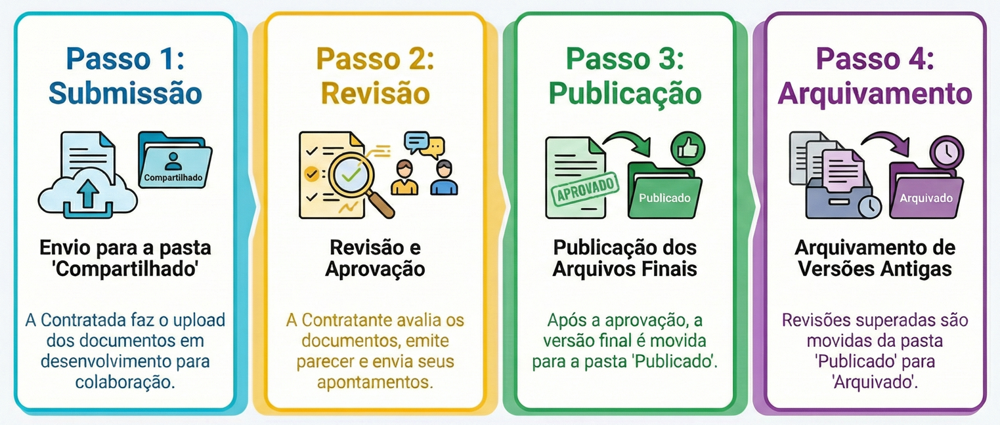 Passo 1:
Submissão
Compartilhado
Envio para a pasta
'Compartilhado'
A Contratada faz o upload
dos documentos em
desenvolvimento para
colaboração.
Passo 2:
Revisão
Revisão e
Aprovação
A Contratante avalia os
documentos, emite
parecer e envia seus
apontamentos.
Passo 3:
Publicação
APROVADO
Publicado
Publicação dos
Arquivos Finais
Após a aprovação, a
versão final é movida
para a pasta 'Publicado'.
Passo 4:
Arquivamento
Arquivado
Arquivamento de
Versões Antigas
Revisões superadas são
movidas da pasta
'Publicado' para
'Arquivado'.